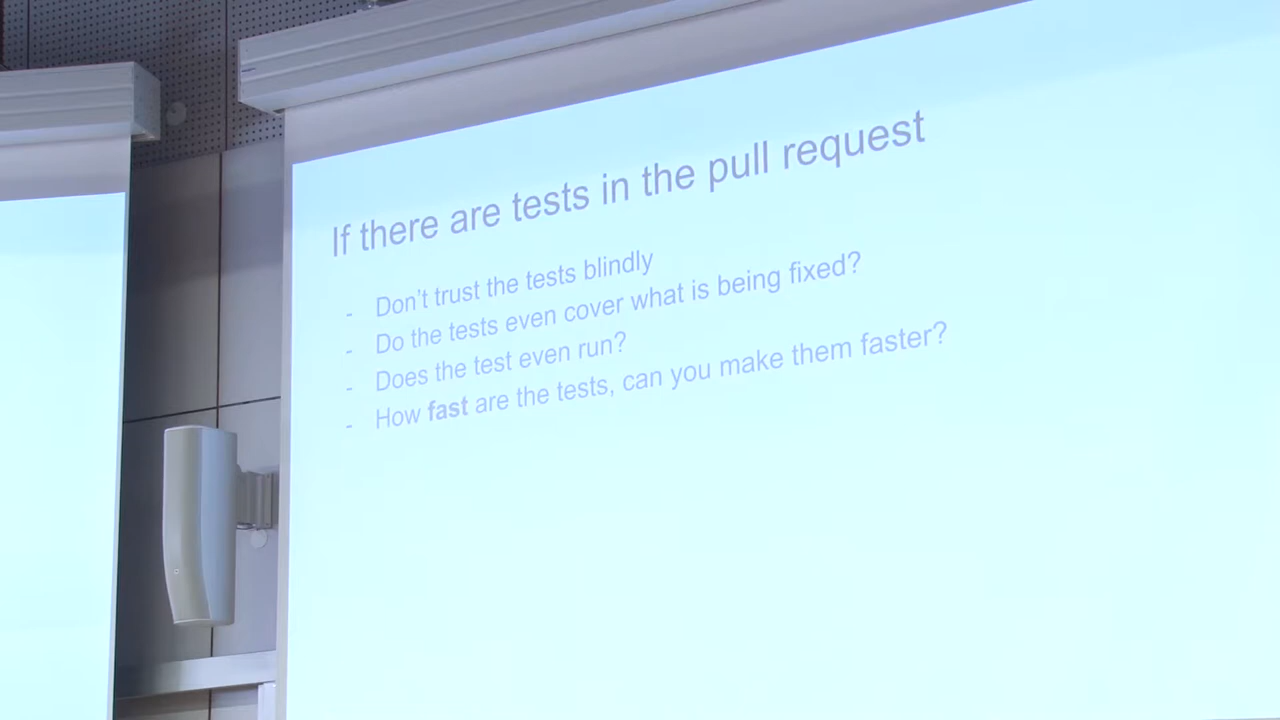 If there are tests in the pull request
- Don't trust the tests blindly
- Do the tests even cover what is being fixed?
- Does the test even run?
- How fast are the tests, can you make them faster?